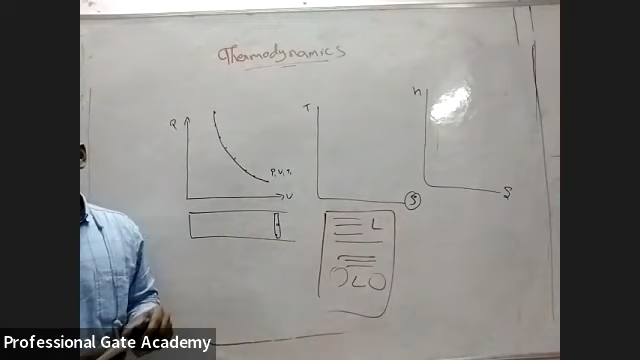 Thermodynamics
P
P, V, T,
V
T
S
h
S
L
Professional Gate Academy